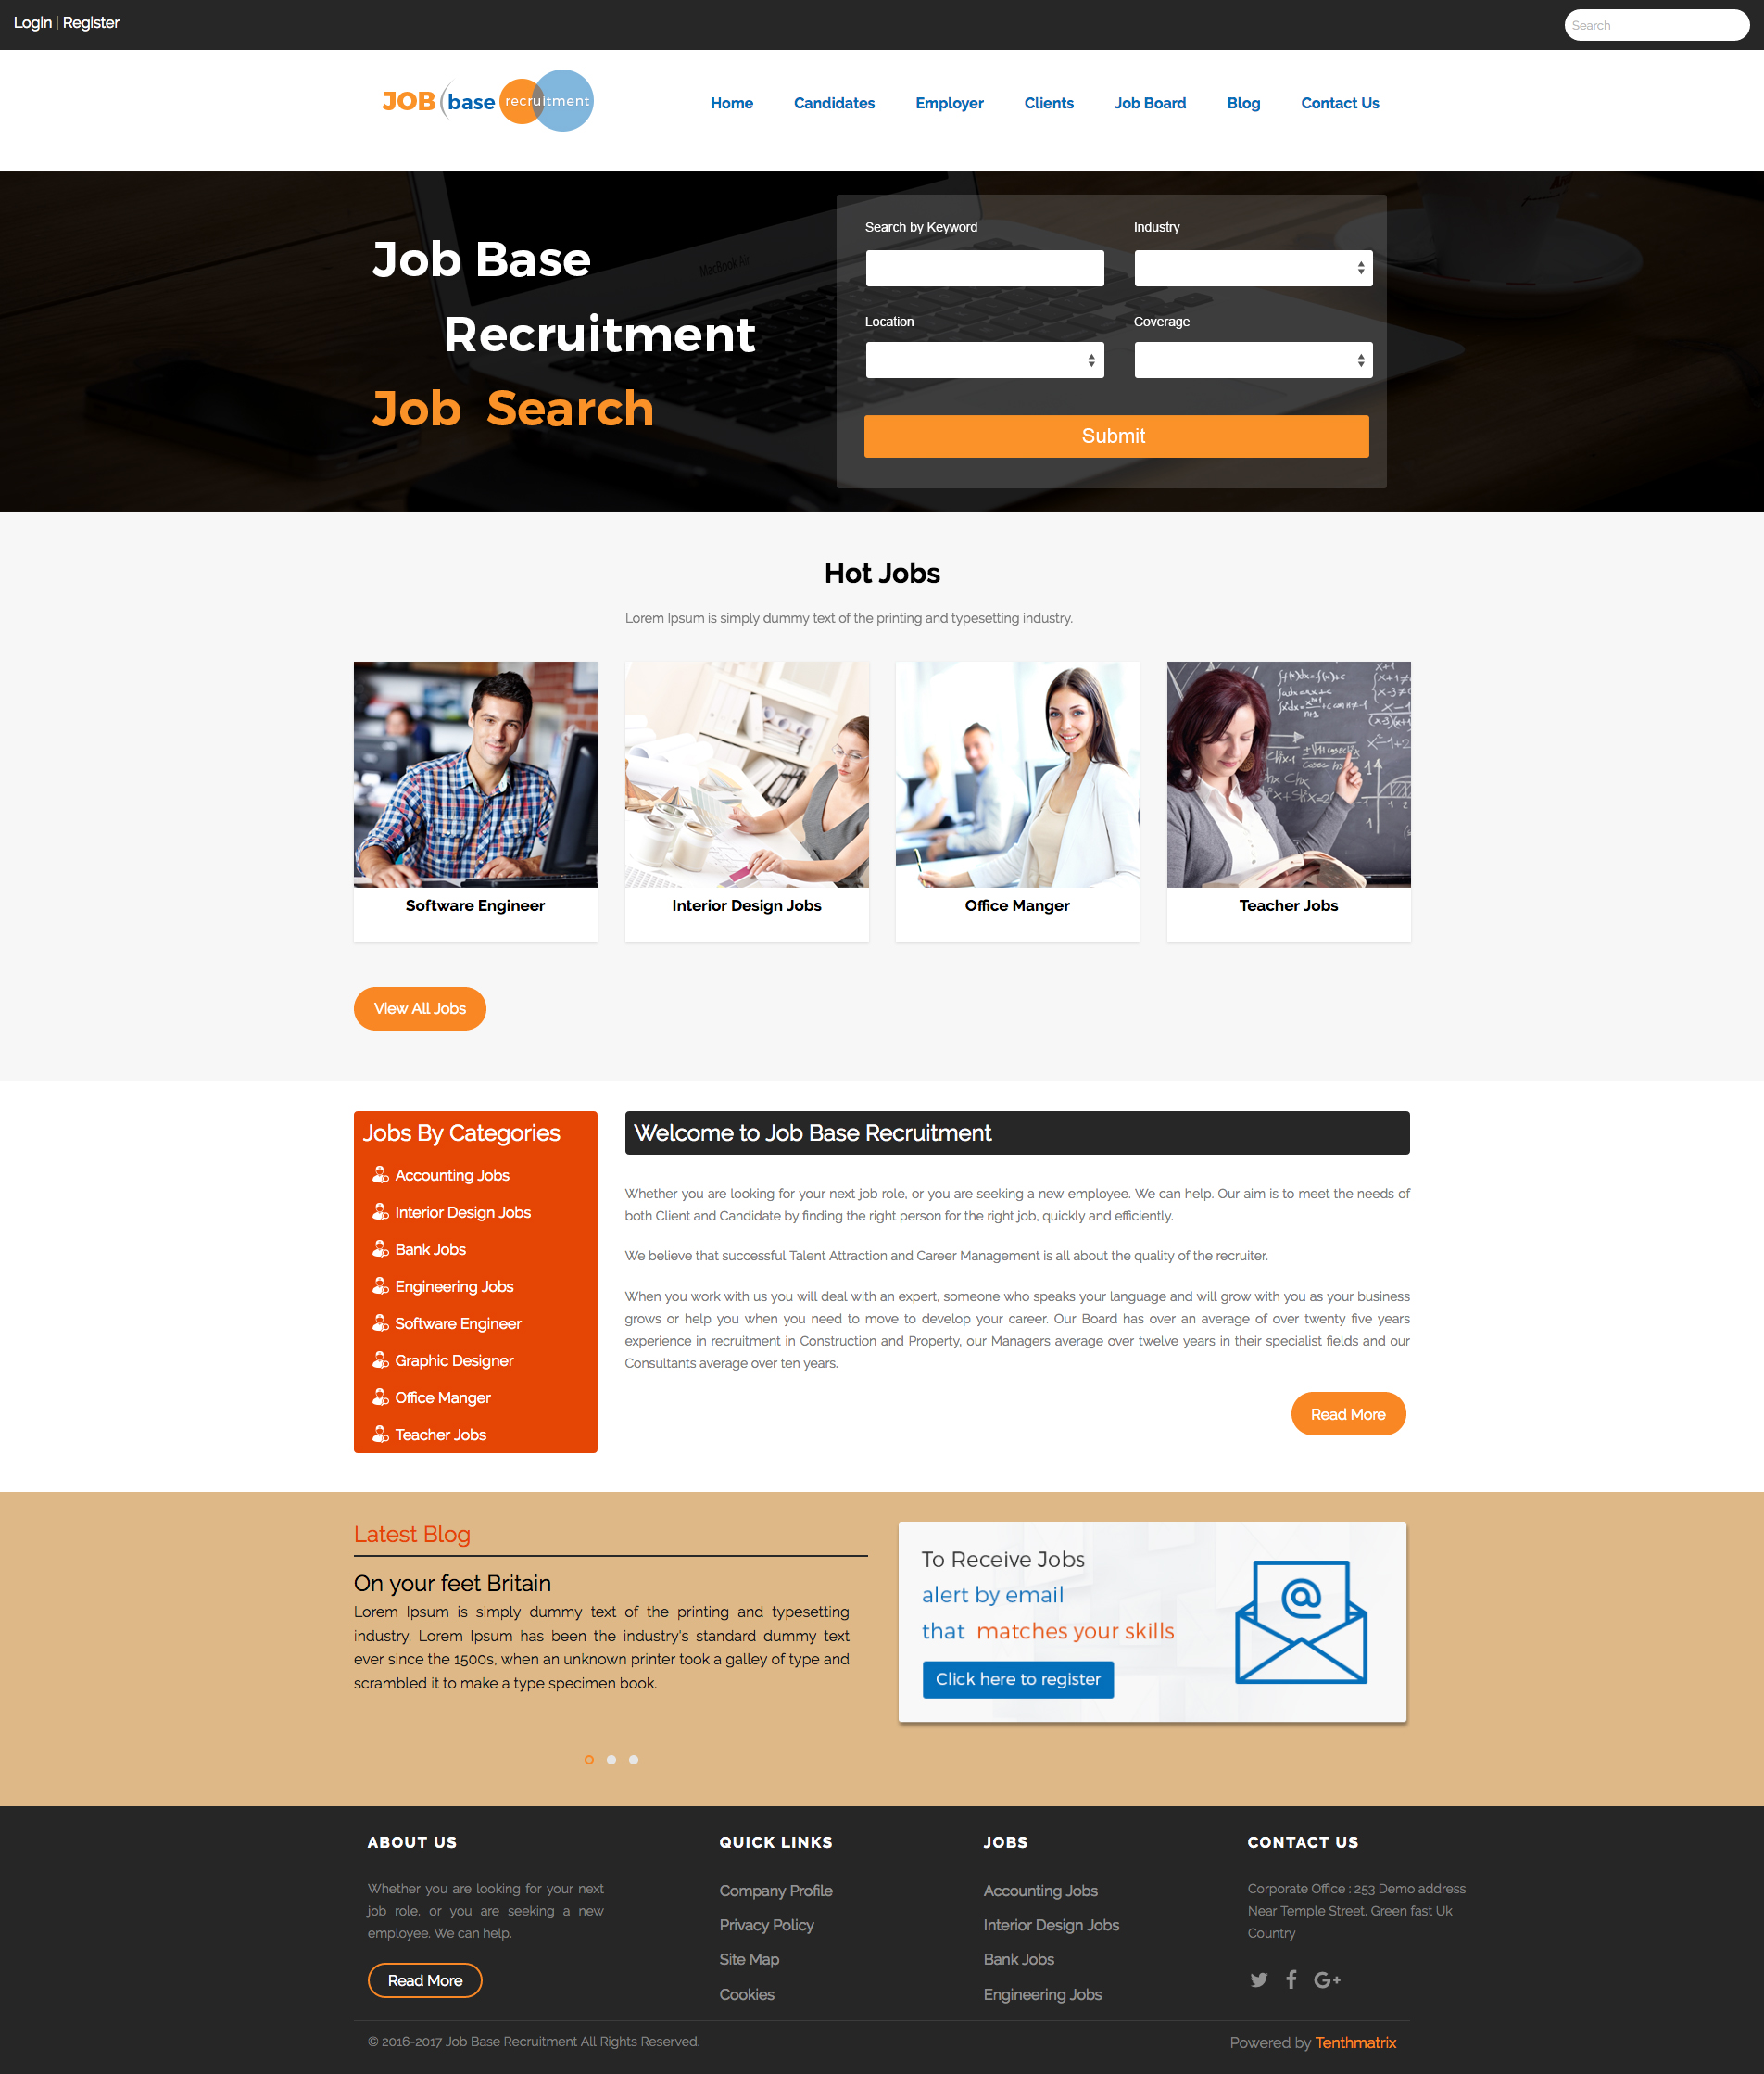 Login | Register
Search
JOB base recruitment
Home Candidates Employer Clients Job Board Blog Contact Us
MacBook Air
Job Base
Recruitment
Job Search
Search by Keyword
Industry
Location
Coverage
Submit
Hot Jobs
Lorem Ipsum is simply dummy text of the printing and typesetting industry.
Software Engineer
Interior Design Jobs
Office Manger
Teacher Jobs
View All Jobs
Jobs By Categories
Accounting Jobs
Interior Design Jobs
Bank Jobs
Engineering Jobs
Software Engineer
Graphic Designer
Office Manger
Teacher Jobs
Welcome to Job Base Recruitment
Whether you are looking for your next job role, or you are seeking a new employee. We can help. Our aim is to meet the needs of
both Client and Candidate by finding the right person for the right job, quickly and efficiently.
We believe that successful Talent Attraction and Career Management is all about the quality of the recruiter.
When you work with us you will deal with an expert, someone who speaks your language and will grow with you as your business
grows or help you when you need to move to develop your career. Our Board has over an average of over twenty five years
experience in recruitment in Construction and Property, our Managers average over twelve years in their specialist fields and our
Consultants average over ten years.
Read More
Latest Blog
On your feet Britain
Lorem Ipsum is simply dummy text of the printing and typesetting
industry. Lorem Ipsum has been the industry's standard dummy text
ever since the 1500s, when an unknown printer took a galley of type and
scrambled it to make a type specimen book.
To Receive Jobs
alert by email
that matches your skills
Click here to register
ABOUT US
Whether you are looking for your next
job role, or you are seeking a new
employee. We can help.
Read More
QUICK LINKS
Company Profile
Privacy Policy
Site Map
Cookies
JOBS
Accounting Jobs
Interior Design Jobs
Bank Jobs
Engineering Jobs
CONTACT US
Corporate Office : 253 Demo address
Near Temple Street, Green fast Uk
Country
© 2016-2017 Job Base Recruitment All Rights Reserved.
Powered by Tenthmatrix